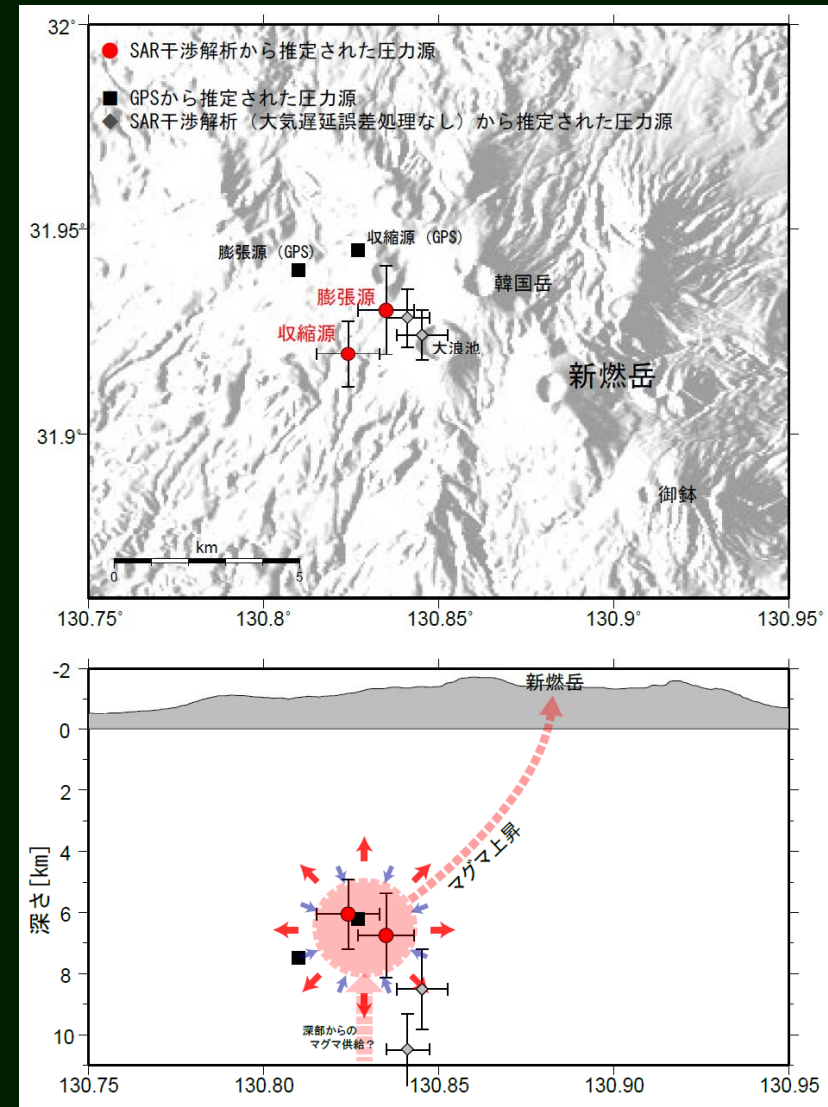 32°
SAR干渉解析から推定された圧力源
GPSから推定された圧力源
SAR干渉解析（大気遅延誤差処理なし）から推定された圧力源
31.95°
収縮源（GPS）
膨張源（GPS）
韓国岳
膨張源
収縮源
大浪池
新燃岳
31.9°
御鉢
km
0 5
130.75° 130.8° 130.85° 130.9° 130.95°
-2
新燃岳
0
2
4
マグマ上昇
深さ[km]
6
8
深部からの
マグマ供給？
10
130.75 130.80 130.85 130.90 130.95